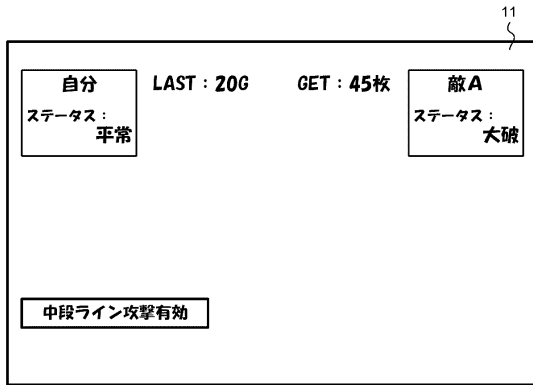 11
自分
ステータス：
平常
LAST：20G
GET：45枚
敵A
ステータス：
大破
中段ライン攻撃有効